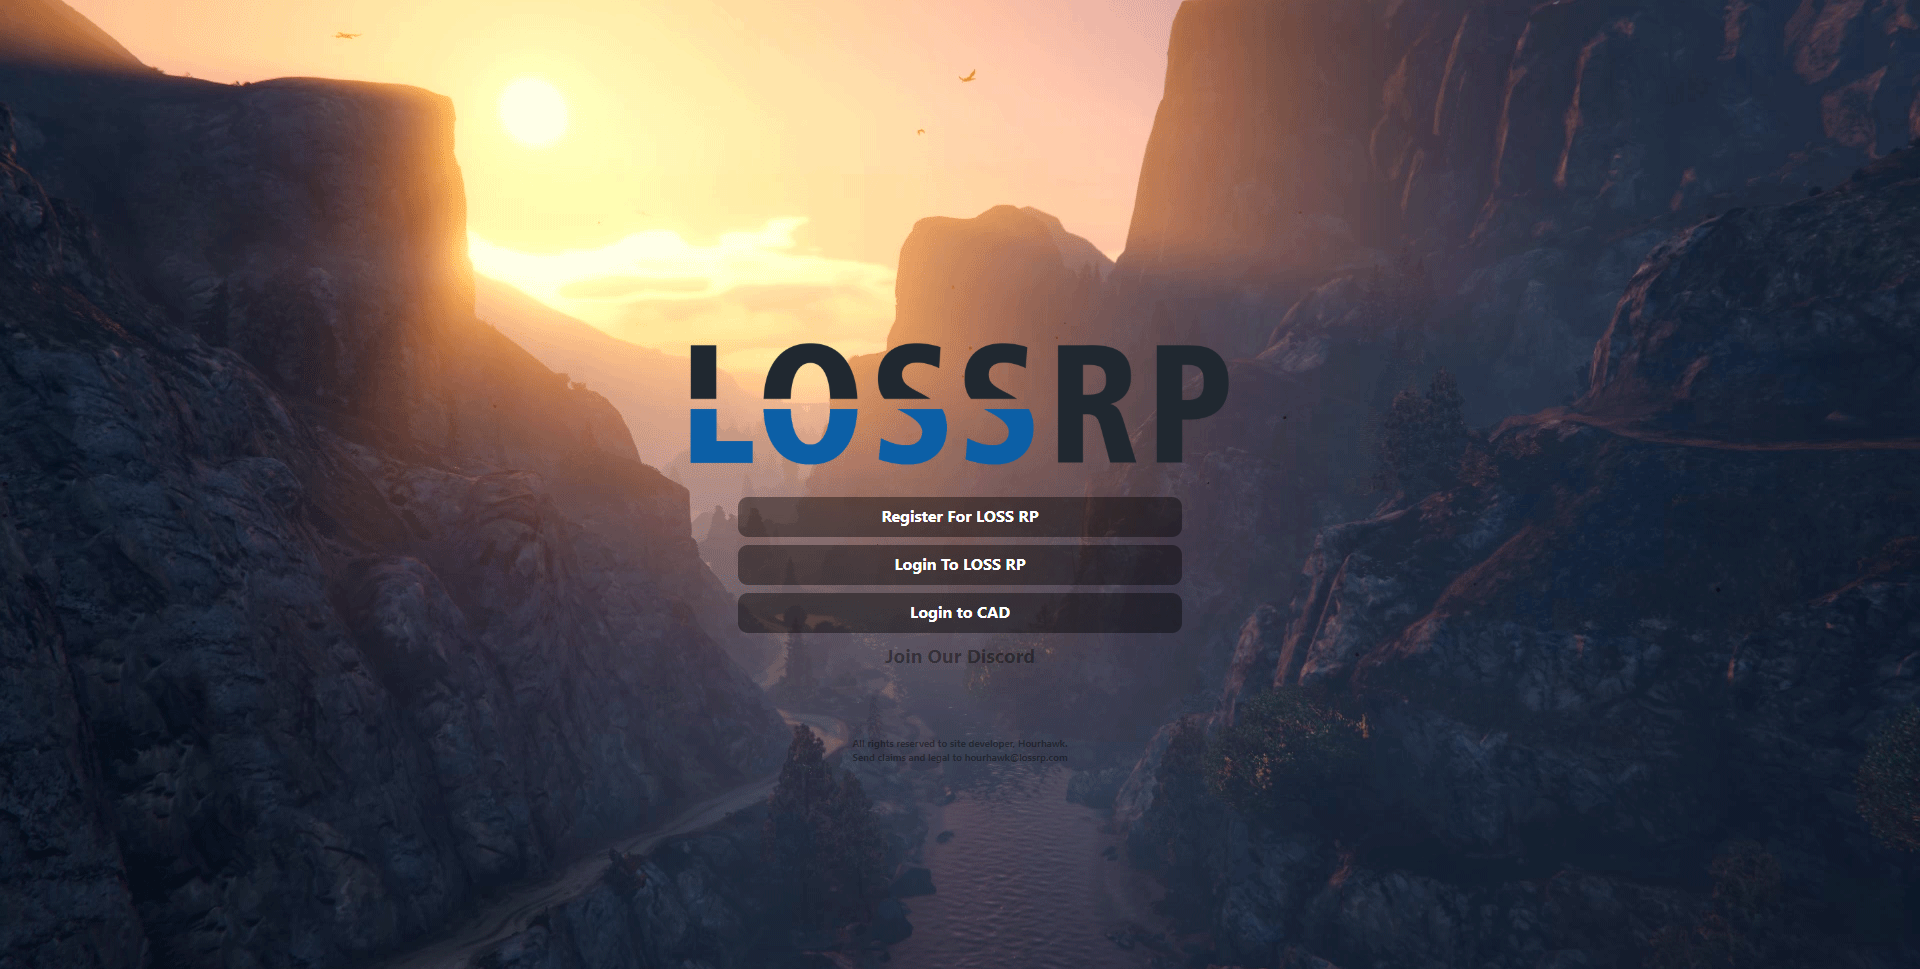 LOSSRP
Register For LOSS RP
Login To LOSS RP
Login to CAD
Join Our Discord
All rights reserved to site developer, Hourhawk.
Send claims and legal to hourhawk@lossrp.com